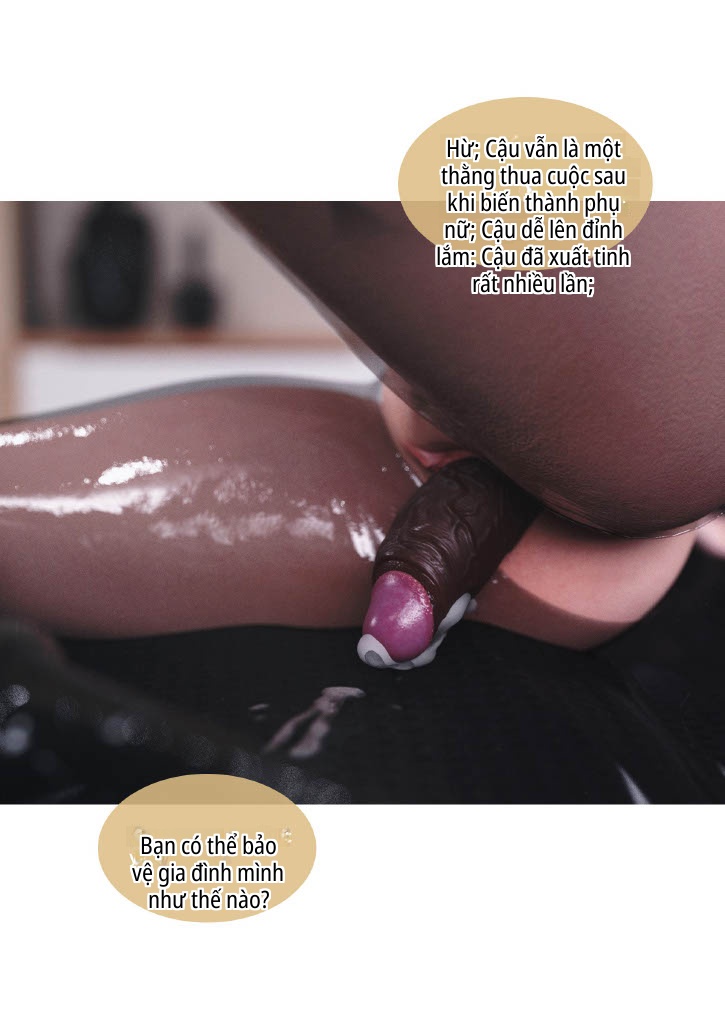 Hừ; Cậu vẫn là một
thằng thua cuộc sau
khi biến thành phụ
nữ; Cậu dễ lên đỉnh
lắm: Cậu đã xuất tinh
rất nhiều lần;
Bạn có thể bảo
vệ gia đình mình
như thế nào?